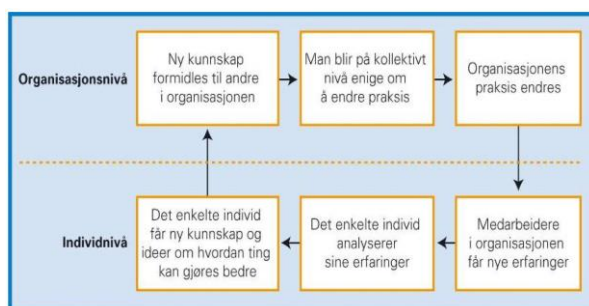 Organisasjonsnivå
Ny kunnskap
formidles til andre
i organisasjonen
Man blir på kollektivt
nivå enige om
å endre praksis
Organisasjonens
praksis endres
Individnivå
Det enkelte individ
får ny kunnskap og
ideer om hvordan ting
kan gjøres bedre
Det enkelte individ
analyserer
sine erfaringer
Medarbeidere
i organisasjonen
får nye erfaringer